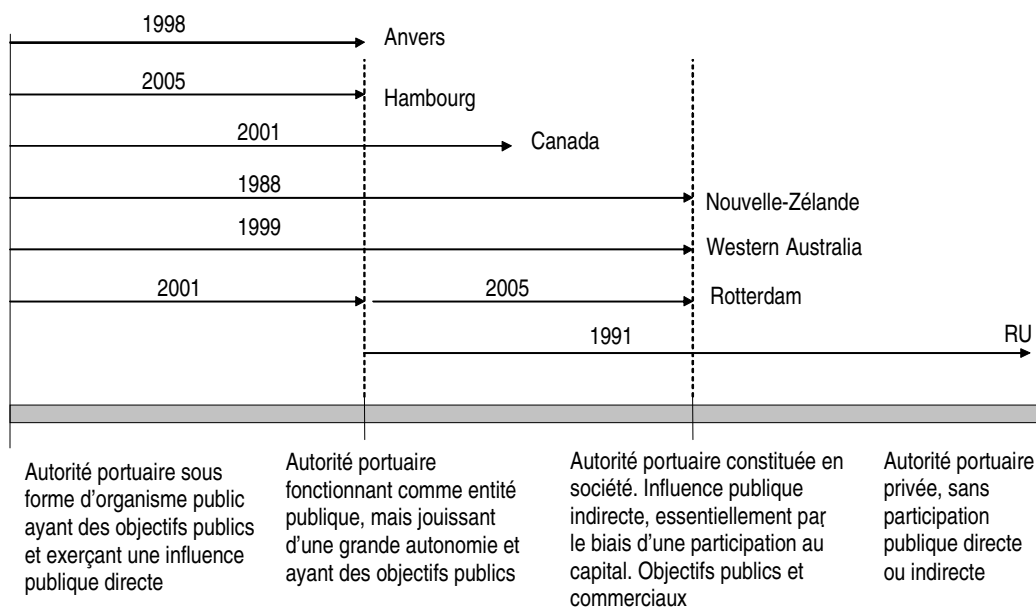 1998
Anvers
2005
Hambourg
2001
Canada
1988
Nouvelle-Zélande
1999
Western Australia
2001
2005
Rotterdam
1991
RU
Autorité portuaire sous
forme d'organisme public
ayant des objectifs publics
et exerçant une influence
publique directe
Autorité portuaire
fonctionnant comme entité
publique, mais jouissant
d'une grande autonomie et
ayant des objectifs publics
Autorité portuaire constituée en
société. Influence publique
indirecte, essentiellement par
le biais d'une participation au
capital. Objectifs publics et
commerciaux
Autorité portuaire
privée, sans
participation
publique directe
ou indirecte